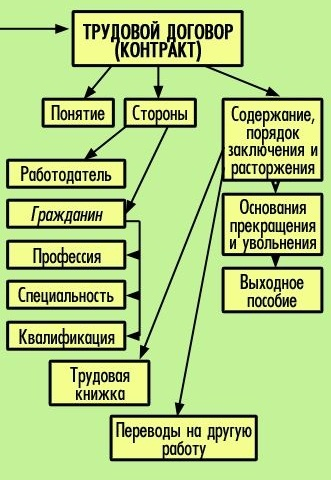 ТРУДОВОЙ ДОГОВОР
(КОНТРАКТ)
Понятие
Стороны
Содержание,
порядок
заключения и
расторжения
Работодатель
Гражданин
Профессия
Специальность
Квалификация
Основания
прекращения
и увольнения
Выходное
пособие
Трудовая
книжка
Переводы на другую
работу